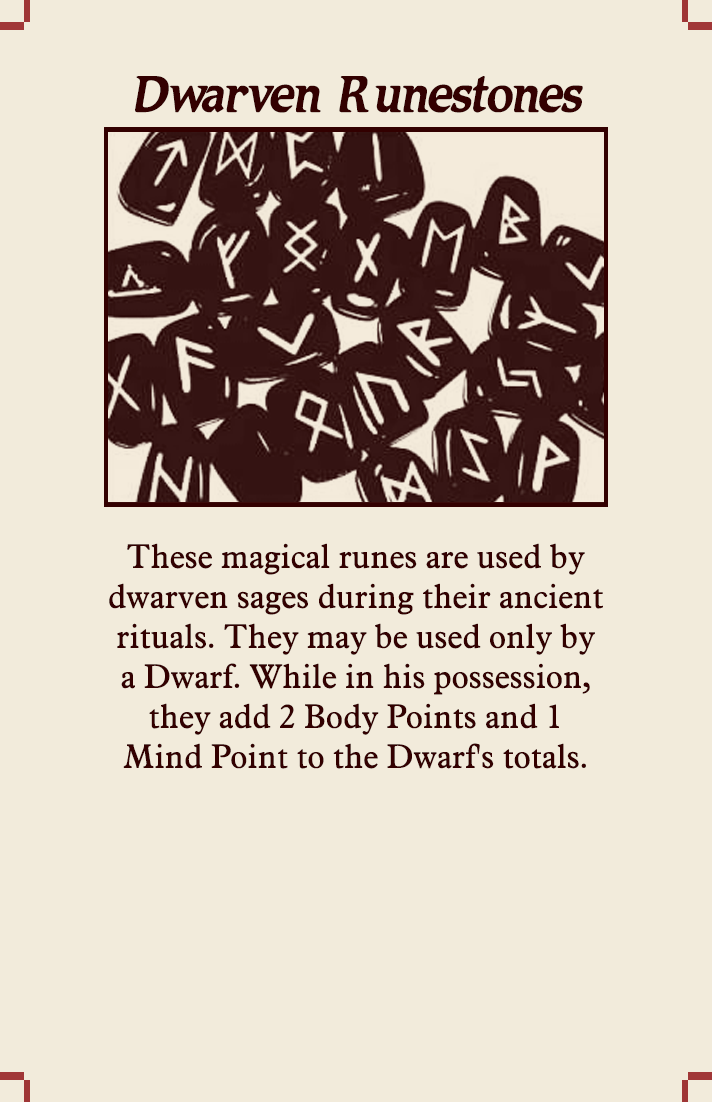 Dwarven Runestones
These magical runes are used by
dwarven sages during their ancient
rituals. They may be used only by
a Dwarf. While in his possession,
they add 2 Body Points and 1
Mind Point to the Dwarf's totals.